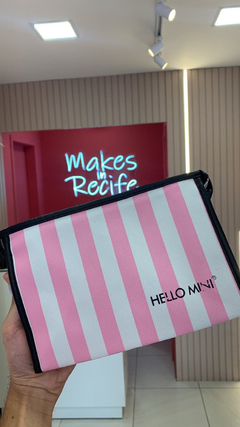 Makes
in
Recife
HELLO MINI®